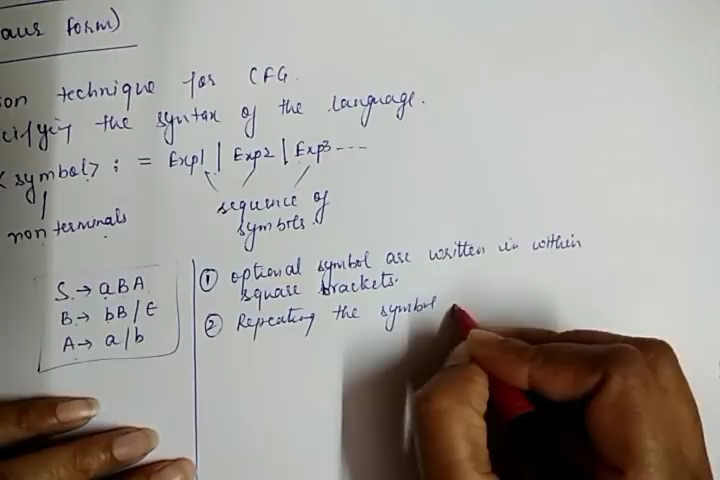 aus form)
on technique for CFG.
cifying the syntax of the language.
<symbol> : = Exp1 | Exp2 | Exp3 ---
non terminals
sequence of
symbols.
S → aBA
B → bB/ε
A → a/b
① optional symbol are written in within
square brackets.
② Repeating the symbol